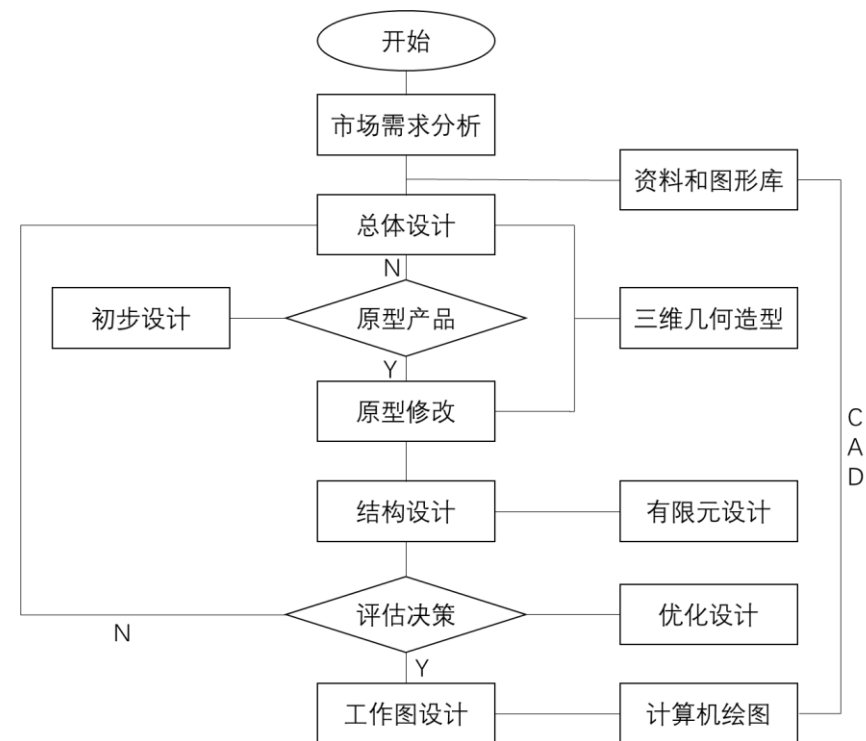 开始
市场需求分析
资料和图形库
总体设计
N
初步设计
原型产品
三维几何造型
Y
原型修改
C
A
D
结构设计
有限元设计
评估决策
优化设计
N
Y
工作图设计
计算机绘图